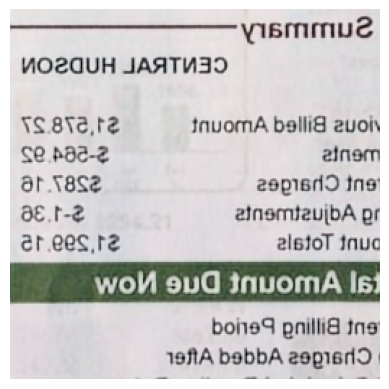 Summary
CENTRAL HUDSON
vious Billed Amount $1,578.27
ments $-564.92
rent Charges $287.16
ng Adjustments $-1.36
ount Totals $1,299.15
tal Amount Due Now
rent Billing Period
Charges Added After